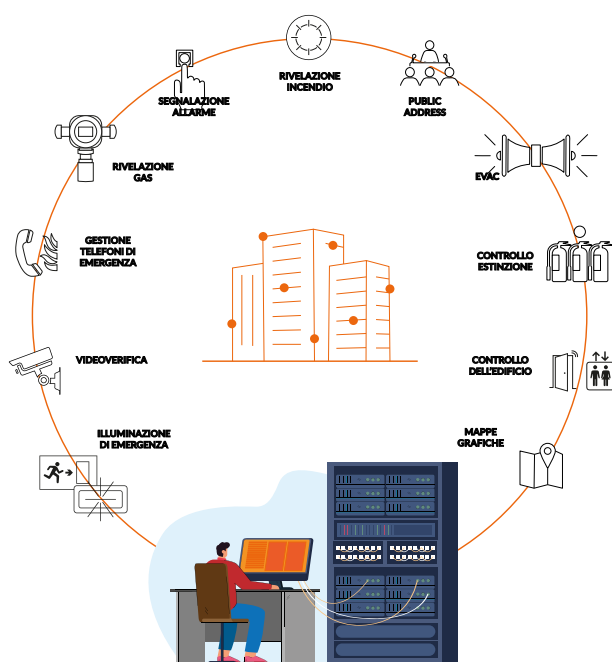 RIVELAZIONE
INCENDIO
SEGNALAZIONE
ALLARME
PUBLIC
ADDRESS
RIVELAZIONE
GAS
EVAC
GESTIONE
TELEFONI DI
EMERGENZA
CONTROLLO
ESTINZIONE
VIDEOVERIFICA
CONTROLLO
DELL'EDIFICIO
ILLUMINAZIONE
DI EMERGENZA
MAPPE
GRAFICHE